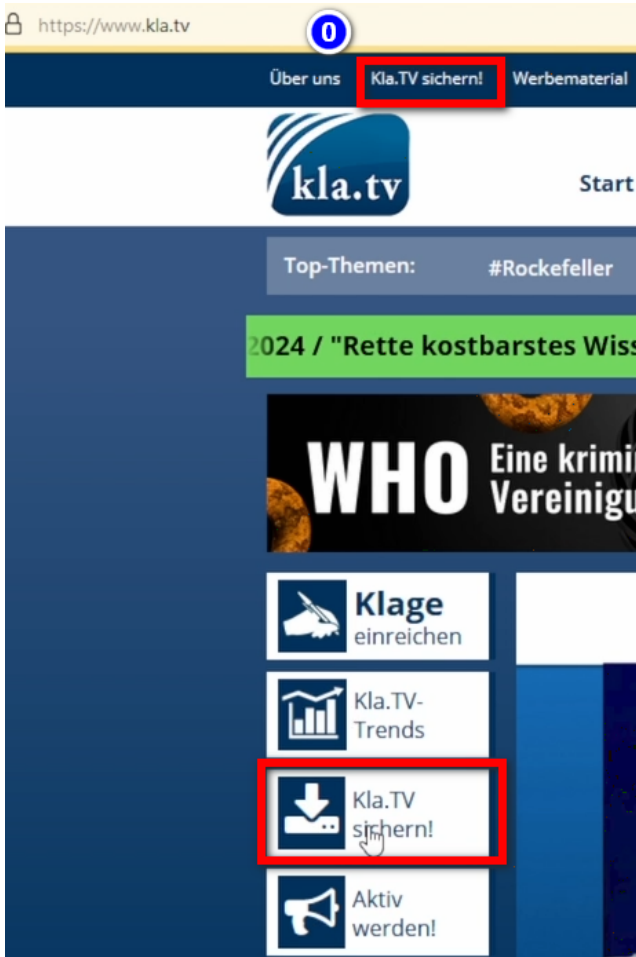 https://www.kla.tv
0
Über uns Kla.TV sichern! Werbematerial
kla.tv
Start
Top-Themen: #Rockefeller
2024 / "Rette kostbarstes Wiss
WHO Eine krimi
Vereinigu
Klage
einreichen
Kla.TV-
Trends
Kla.TV
sichern!
Aktiv
werden!